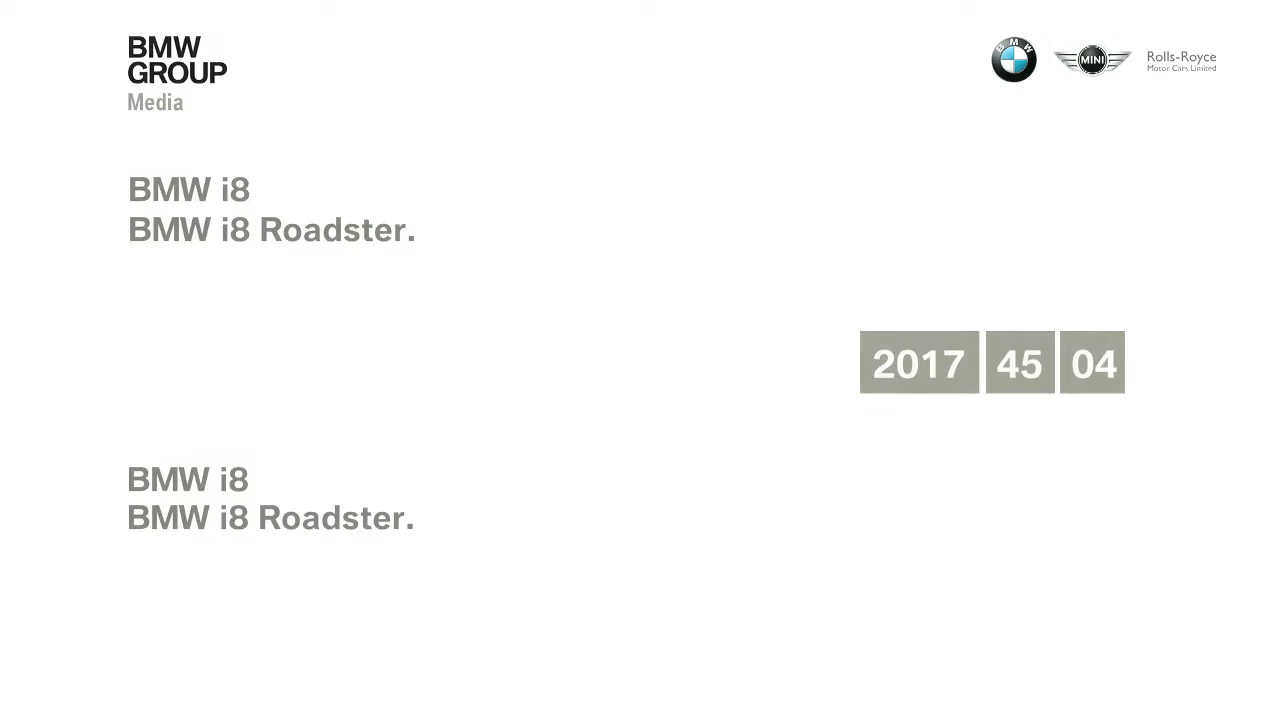 BMW
GROUP
Media
BMW
MINI
Rolls-Royce
Motor Cars Limited
BMW i8
BMW i8 Roadster.
2017 45 04
BMW i8
BMW i8 Roadster.